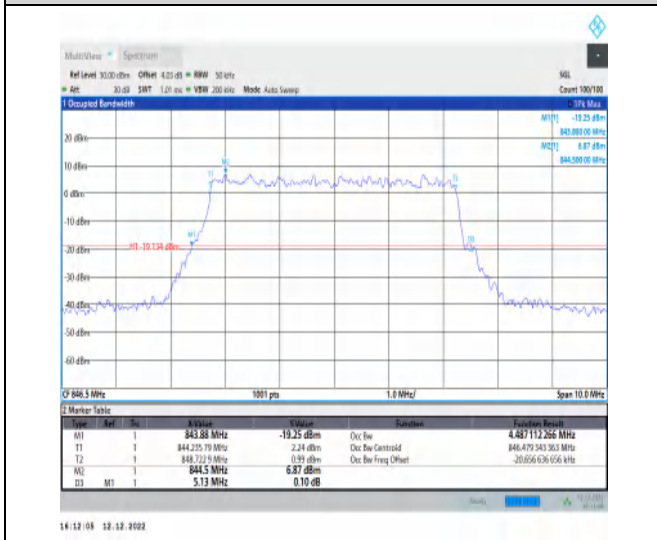 MultiView Spectrum
Ref Level 30.00 dBm Offset 4.03 dB RBW 50 kHz SGL
Att 30 dB SWT 1.01 ms VBW 200 kHz Mode Auto Sweep Count 100/100
1 Occupied Bandwidth 1Pk Max
M1[1] -19.25 dBm
843.880 00 MHz
M2[1] 6.87 dBm
844.500 00 MHz
20 dBm
M2
10 dBm
T1 T2
0 dBm
-10 dBm
M1 D3
-20 dBm H1 -19.134 dBm
-30 dBm
-40 dBm
-50 dBm
-60 dBm
CF 846.5 MHz 1001 pts 1.0 MHz/ Span 10.0 MHz
2 Marker Table
Type Ref Trc X-Value Y-Value Function Function Result
M1 1 843.88 MHz -19.25 dBm Occ Bw 4.487 112 266 MHz
T1 1 844.235 79 MHz 2.24 dBm Occ Bw Centroid 846.479 343 363 MHz
T2 1 848.722 9 MHz 0.99 dBm Occ Bw Freq Offset -20.656 636 656 kHz
M2 1 844.5 MHz 6.87 dBm
D3 M1 1 5.13 MHz 0.10 dB
Ready
16:12:05 12.12.2022